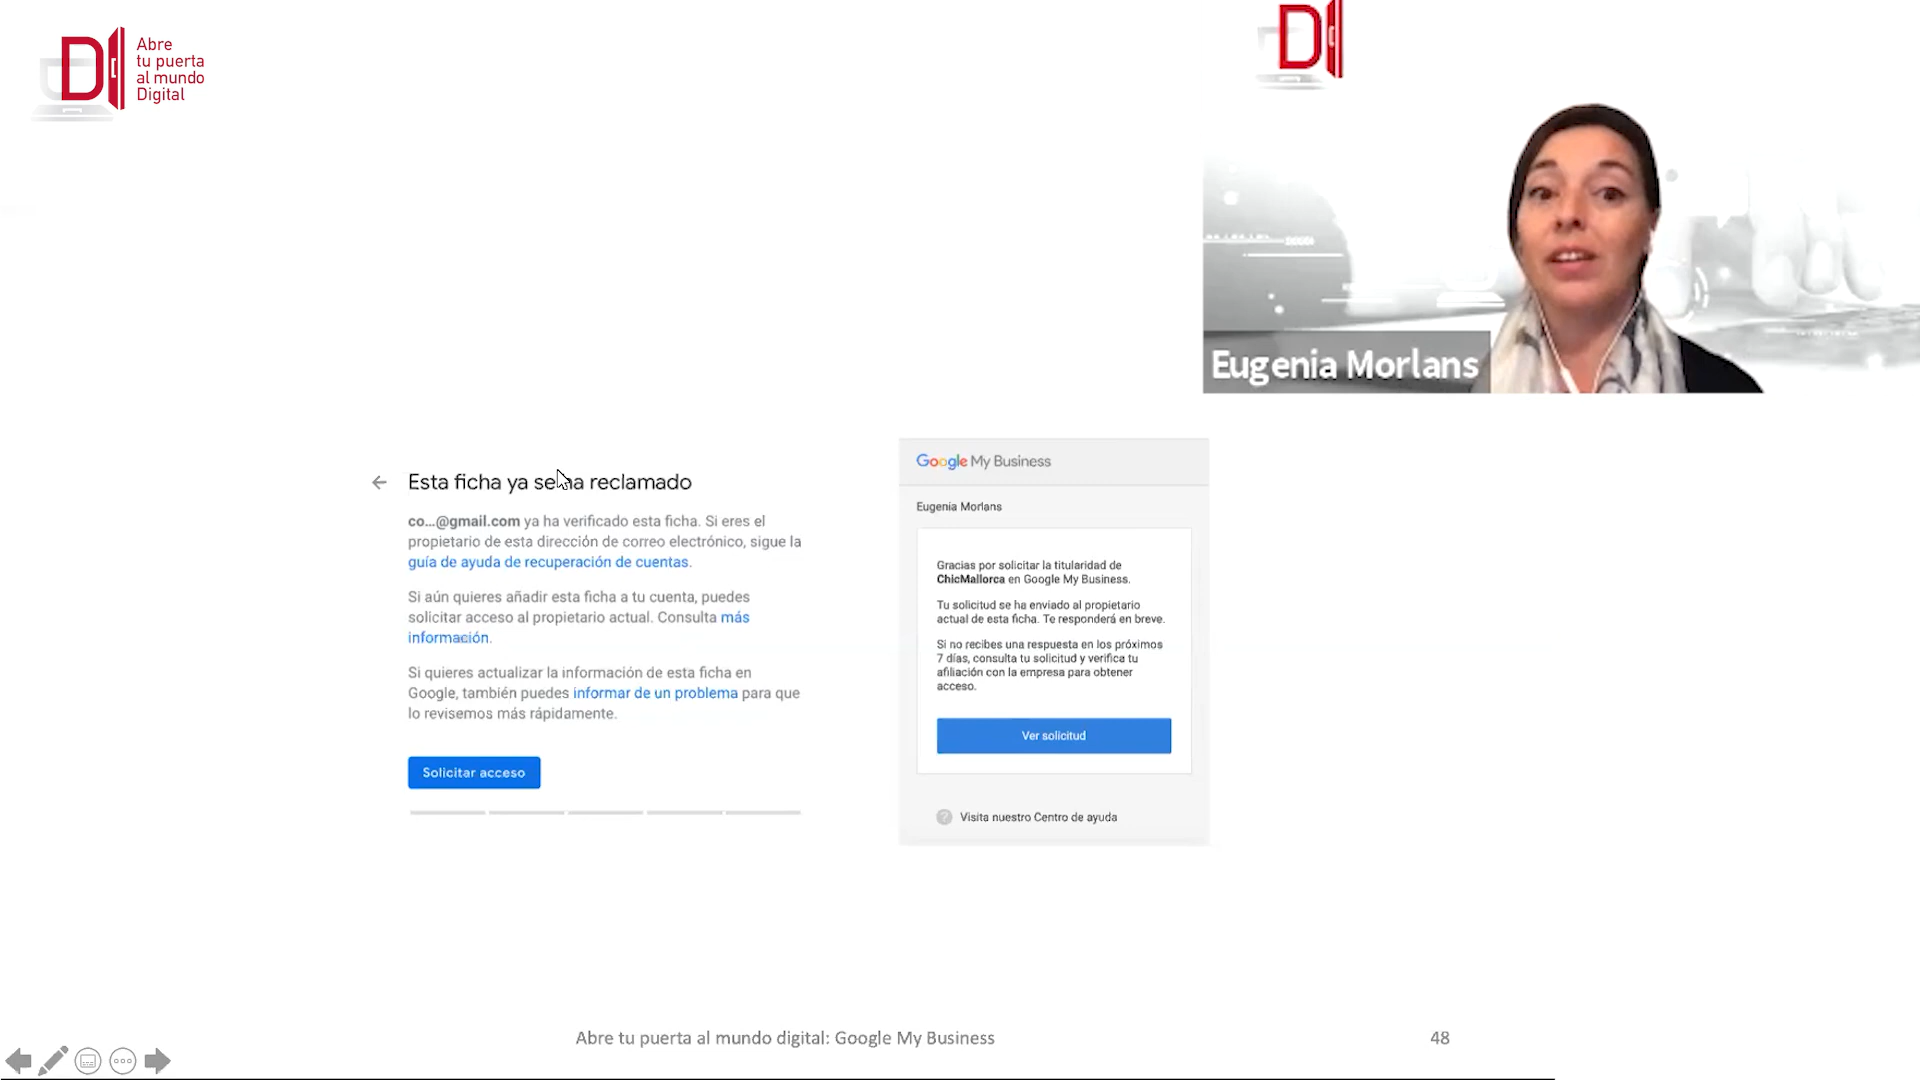 Abre
tu puerta
al mundo
Digital
Eugenia Morlans
Esta ficha ya se ha reclamado
co...@gmail.com ya ha verificado esta ficha. Si eres el
propietario de esta dirección de correo electrónico, sigue la
guía de ayuda de recuperación de cuentas.
Si aún quieres añadir esta ficha a tu cuenta, puedes
solicitar acceso al propietario actual. Consulta más
información.
Si quieres actualizar la información de esta ficha en
Google, también puedes informar de un problema para que
lo revisemos más rápidamente.
Solicitar acceso
Google My Business
Eugenia Morlans
Gracias por solicitar la titularidad de
ChicMallorca en Google My Business.
Tu solicitud se ha enviado al propietario
actual de esta ficha. Te responderá en breve.
Si no recibes una respuesta en los próximos
7 días, consulta tu solicitud y verifica tu
afiliación con la empresa para obtener
acceso.
Ver solicitud
? Visita nuestro Centro de ayuda
Abre tu puerta al mundo digital: Google My Business
48